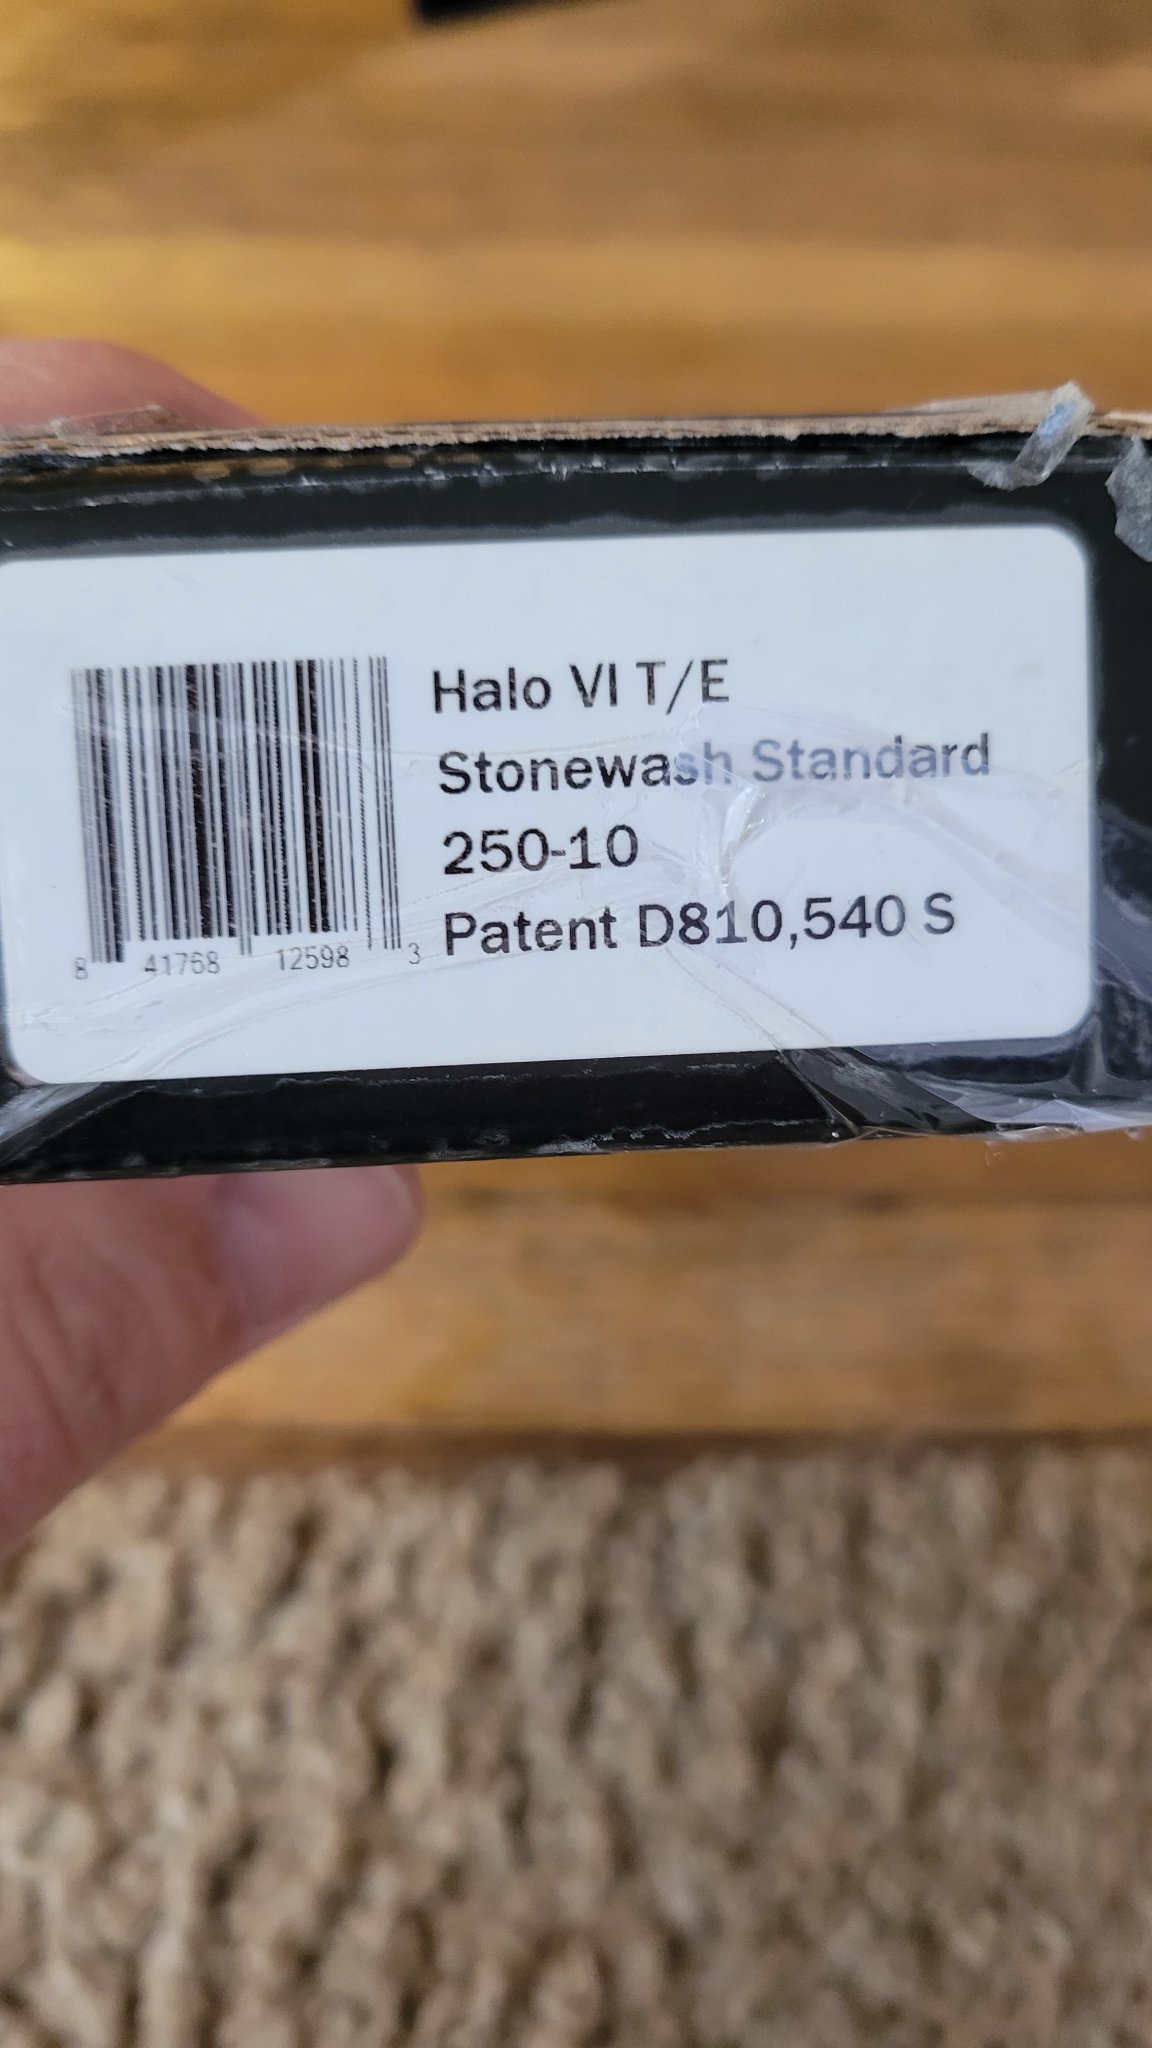 Halo VI T/E
Stonewash Standard
250-10
Patent D810,540 S
8 41768 12598 3